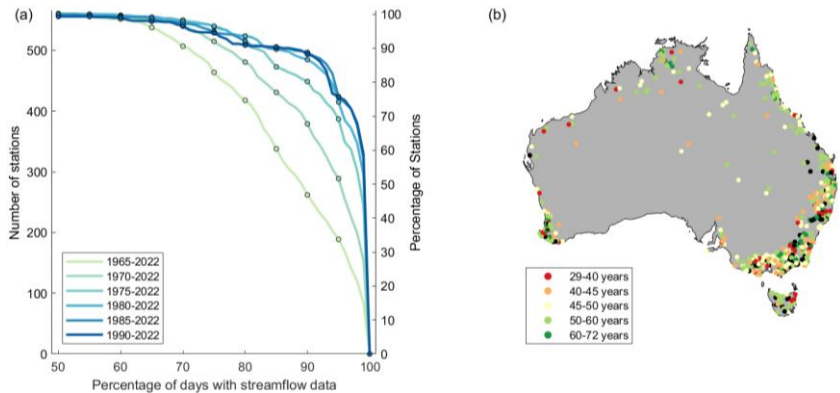 (a)
Number of stations
500
400
300
200
100
0
100
90
80
70
60
50
40
30
20
10
0
Percentage of Stations
1965-2022
1970-2022
1975-2022
1980-2022
1985-2022
1990-2022
50 60 70 80 90 100
Percentage of days with streamflow data
(b)
29-40 years
40-45 years
45-50 years
50-60 years
60-72 years